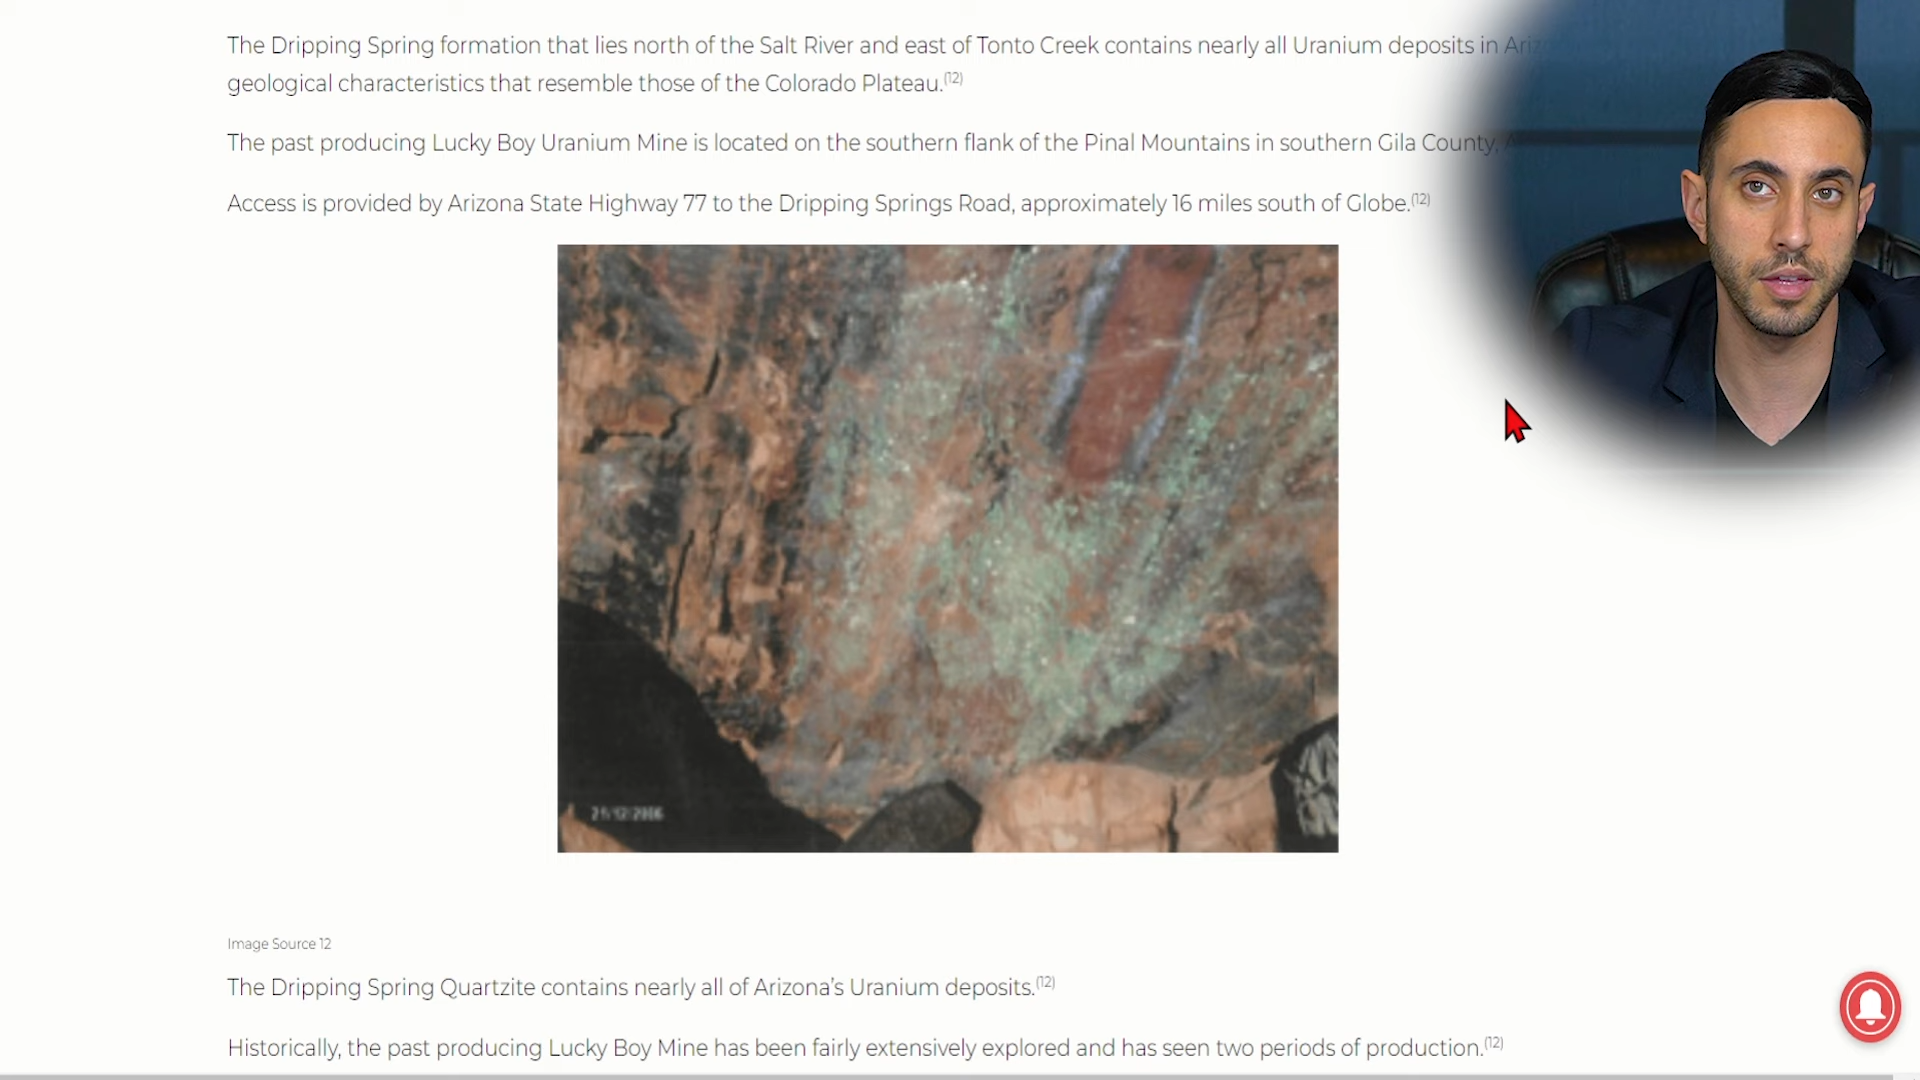 The Dripping Spring formation that lies north of the Salt River and east of Tonto Creek contains nearly all Uranium deposits in
geological characteristics that resemble those of the Colorado Plateau.(12)
The past producing Lucky Boy Uranium Mine is located on the southern flank of the Pinal Mountains in southern Gila County,
Access is provided by Arizona State Highway 77 to the Dripping Springs Road, approximately 16 miles south of Globe.(12)
Image Source 12
The Dripping Spring Quartzite contains nearly all of Arizona's Uranium deposits.(12)
Historically, the past producing Lucky Boy Mine has been fairly extensively explored and has seen two periods of production.(12)